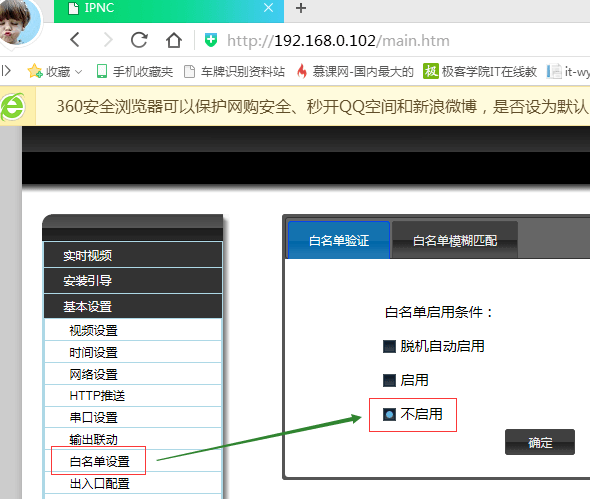 IPNC
http://192.168.0.102/main.htm
收藏 手机收藏夹 车牌识别资料站 慕课网-国内最大的 极客学院IT在线教 it-wy
360安全浏览器可以保护网购安全、秒开QQ空间和新浪微博，是否设为默认
实时视频
安装引导
基本设置
视频设置
时间设置
网络设置
HTTP推送
串口设置
输出联动
白名单设置
出入口配置
白名单验证 白名单模糊匹配
白名单启用条件：
脱机自动启用
启用
不启用
确定